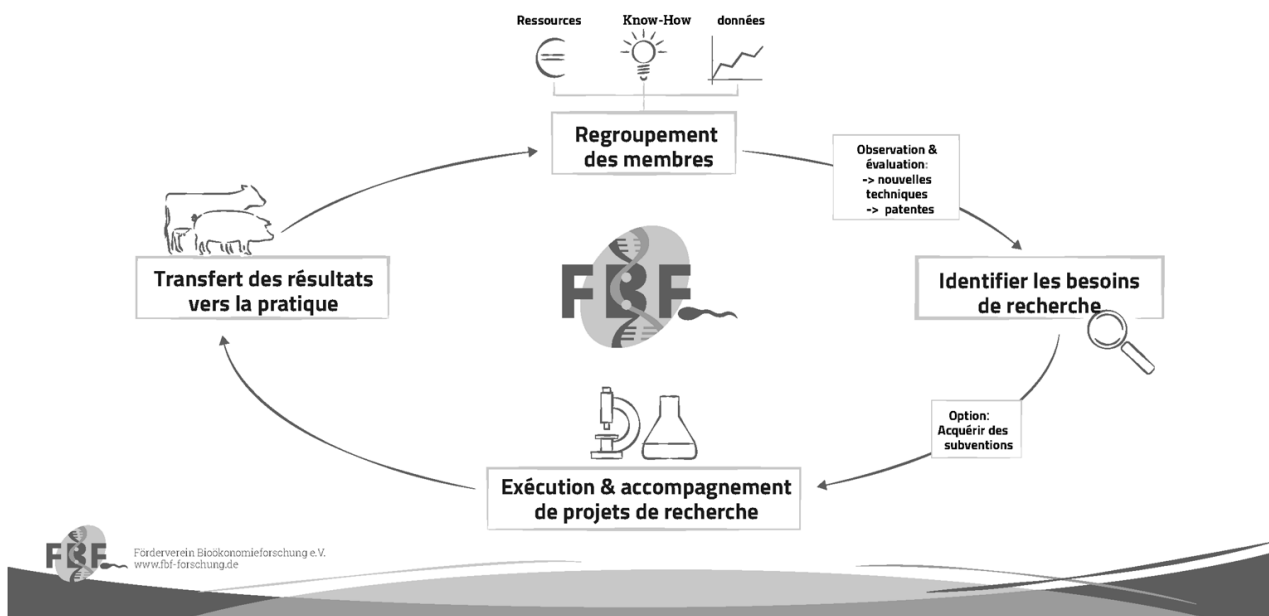 Ressources
Know-How
données
Regroupement
des membres
Observation &
évaluation:
-> nouvelles
techniques
-> patentes
Transfert des résultats
vers la pratique
FBF
Identifier les besoins
de recherche
Option:
Acquérir des
subventions
Exécution & accompagnement
de projets de recherche
FBF
Förderverein Bioökonomieforschung e.V.
www.fbf-forschung.de